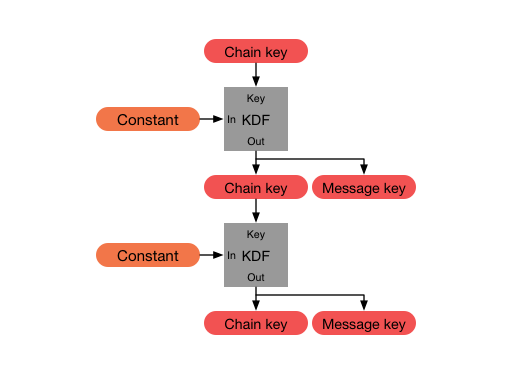 Chain key
Key
Constant
In KDF
Out
Chain key
Message key
Key
Constant
In KDF
Out
Chain key
Message key